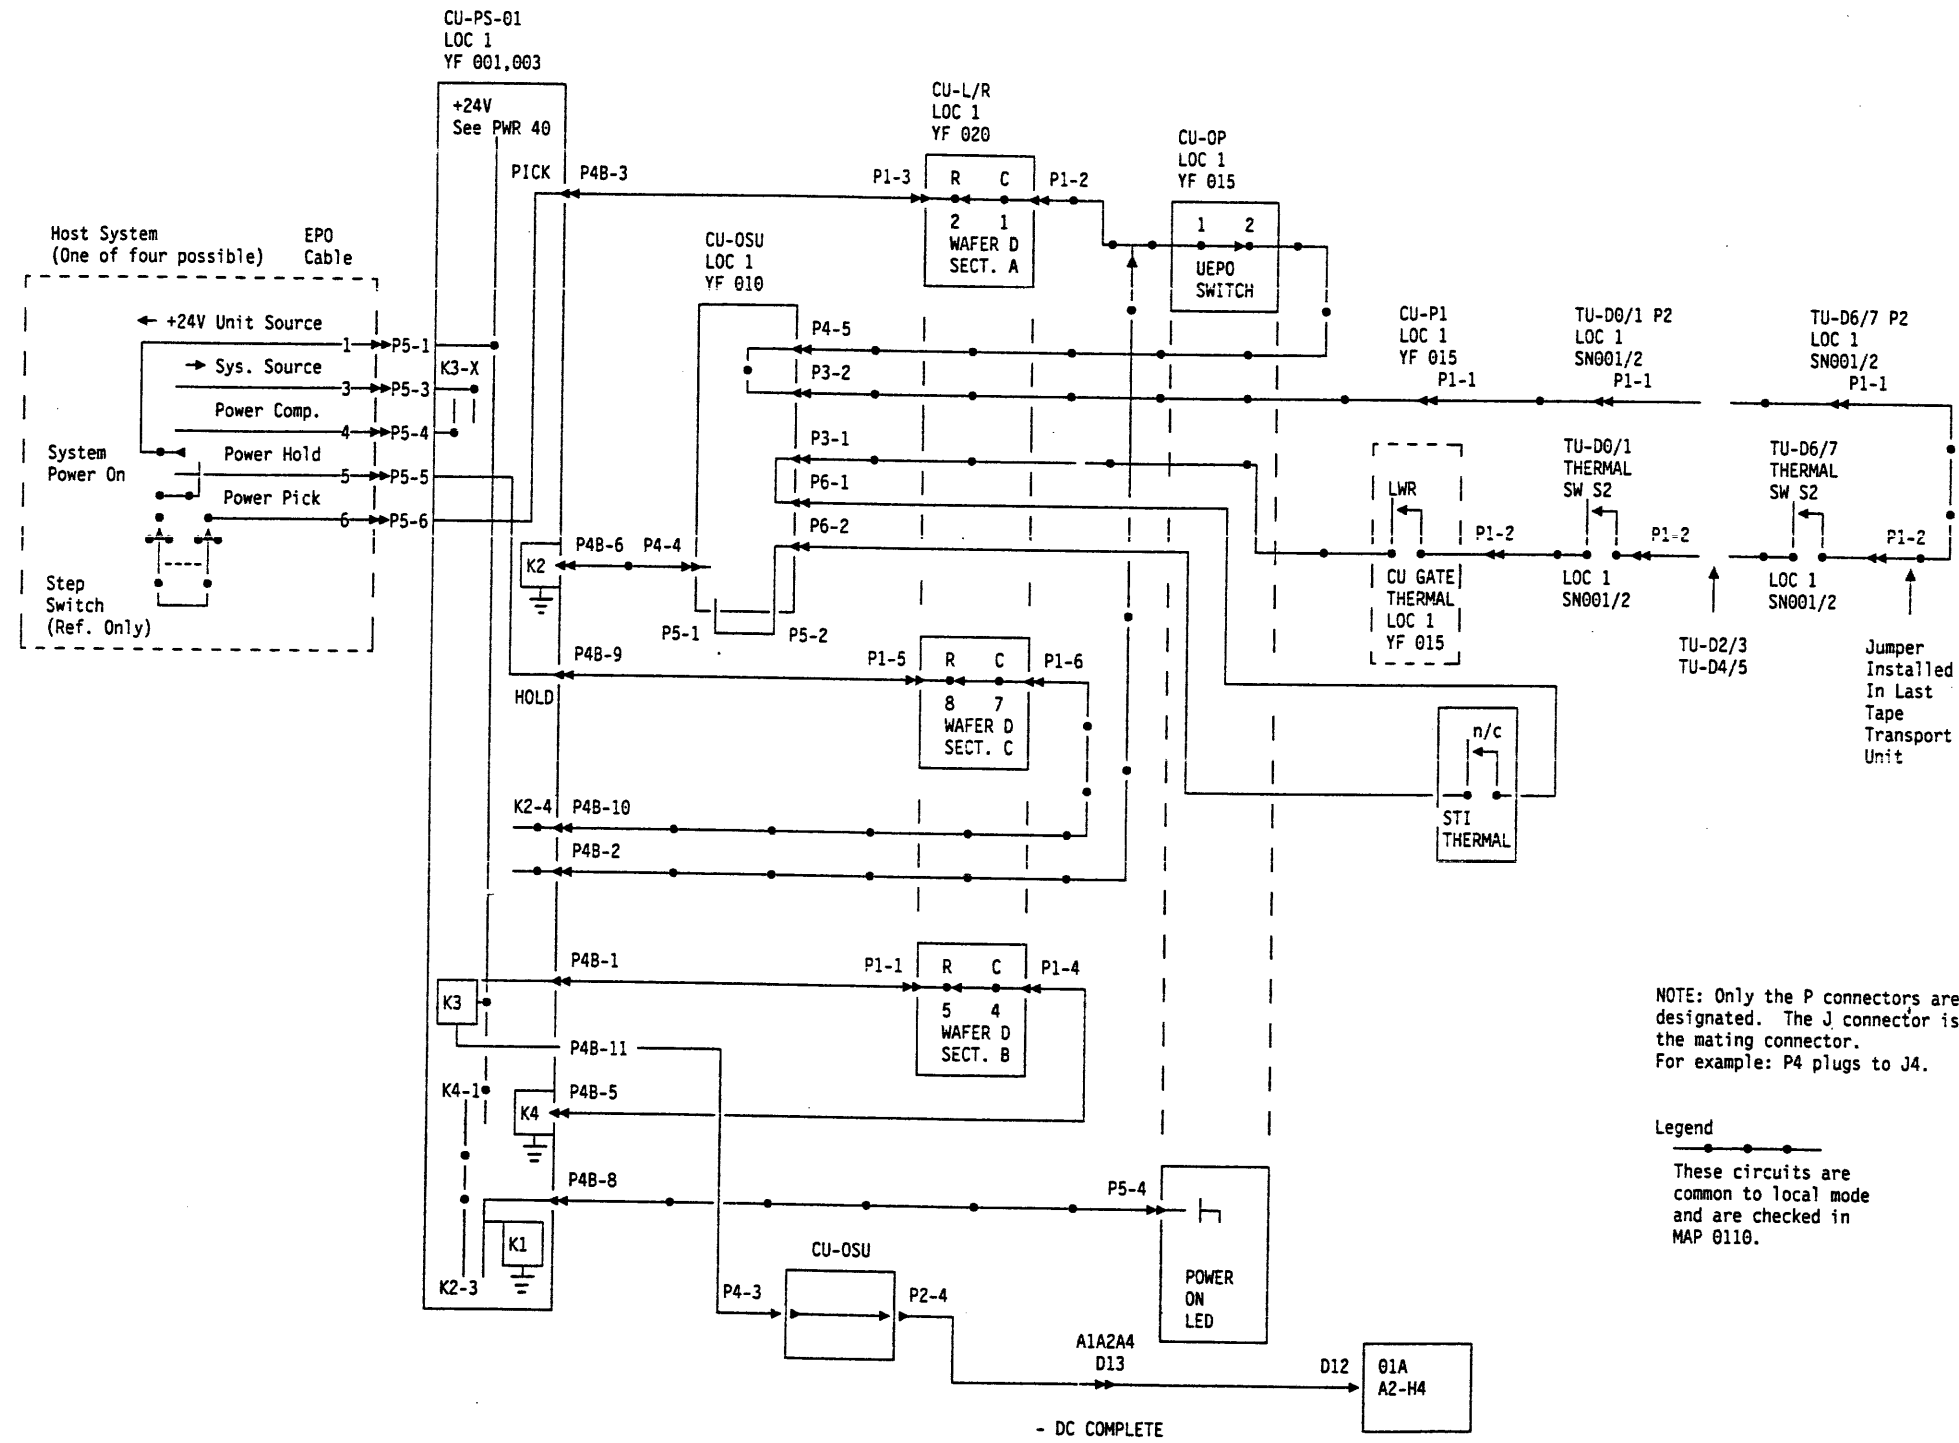 CU-PS-01
LOC 1
YF 001,003
+24V
See PWR 40
PICK
P4B-3
CU-L/R
LOC 1
YF 020
P1-3
R C
P1-2
2 1
WAFER D
SECT. A
CU-OP
LOC 1
YF 015
1 2
UEPO
SWITCH
Host System
(One of four possible)
EPO
Cable
← +24V Unit Source
1
P5-1
→ Sys. Source
K3-X
3
P5-3
Power Comp.
4
P5-4
System
Power On
Power Hold
5
P5-5
Power Pick
6
P5-6
Step
Switch
(Ref. Only)
CU-OSU
LOC 1
YF 010
P4-5
P3-2
P3-1
P6-1
P6-2
K2
P4B-6
P4-4
P5-1
P5-2
CU-P1
LOC 1
YF 015
P1-1
TU-D0/1 P2
LOC 1
SN001/2
P1-1
TU-D6/7 P2
LOC 1
SN001/2
P1-1
LWR
CU GATE
THERMAL
LOC 1
YF 015
P1-2
TU-D0/1
THERMAL
SW S2
LOC 1
SN001/2
P1-2
TU-D6/7
THERMAL
SW S2
LOC 1
SN001/2
P1-2
TU-D2/3
TU-D4/5
Jumper
Installed
In Last
Tape
Transport
Unit
P4B-9
HOLD
P1-5
R C
P1-6
8 7
WAFER D
SECT. C
n/c
STI
THERMAL
K2-4
P4B-10
P4B-2
P4B-1
P1-1
R C
P1-4
5 4
WAFER D
SECT. B
K3
P4B-11
K4-1
P4B-5
K4
P4B-8
P5-4
K1
K2-3
POWER
ON
LED
CU-OSU
P4-3
P2-4
A1A2A4
D13
D12
01A
A2-H4
- DC COMPLETE
NOTE: Only the P connectors are
designated. The J connector is
the mating connector.
For example: P4 plugs to J4.
Legend
These circuits are
common to local mode
and are checked in
MAP 0110.